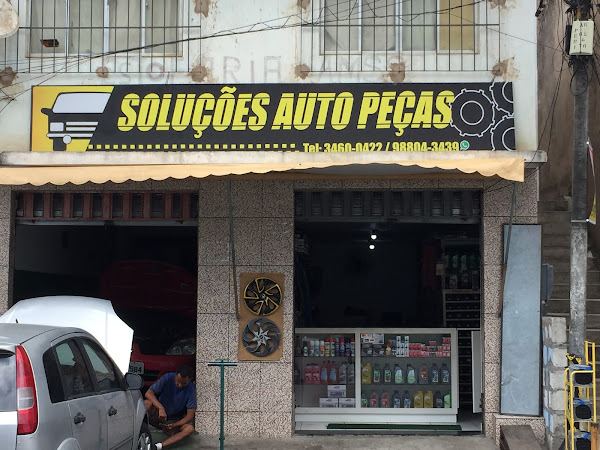 SOLUÇÕES AUTO PEÇAS
Tel: 3460-0422 / 98804-3439